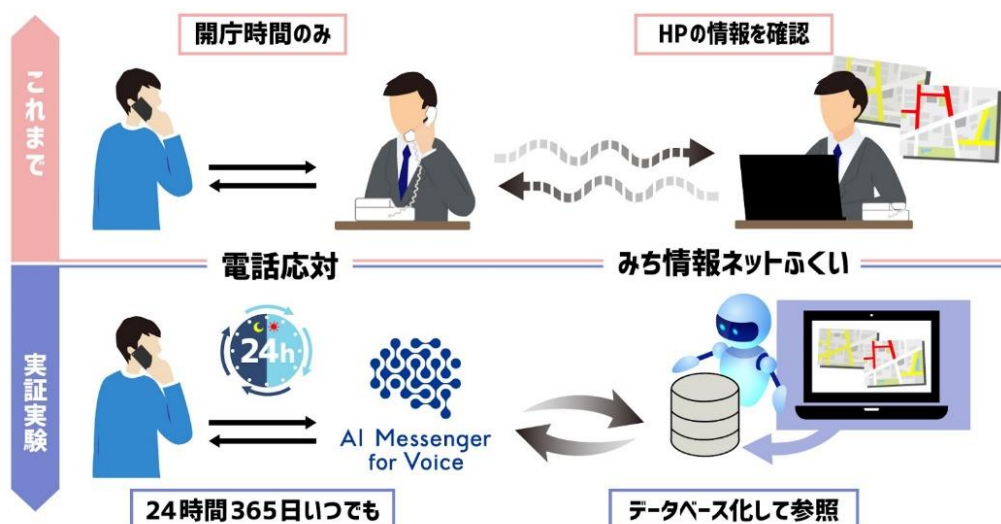 開庁時間のみ
HPの情報を確認
これまで
電話応対
みち情報ネットふくい
実証実験
24h
AI Messenger
for Voice
24時間365日いつでも
データベース化して参照